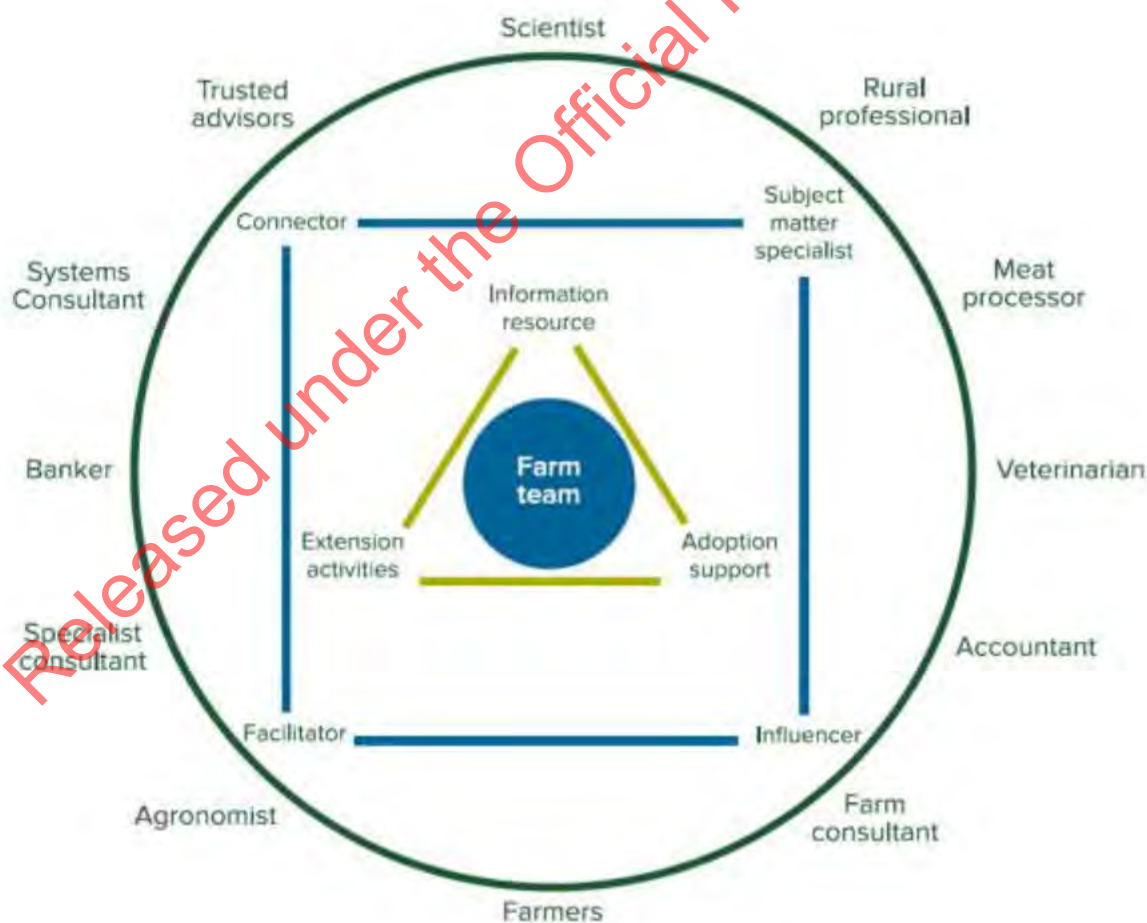 Scientist
Trusted
advisors
Rural
professional
Connector
Subject
matter
specialist
Systems
Consultant
Information
resource
Meat
processor
Banker
Farm
team
Veterinarian
Extension
activities
Adoption
support
Specialist
consultant
Accountant
Facilitator
Influencer
Agronomist
Farm
consultant
Farmers
Released under the Official